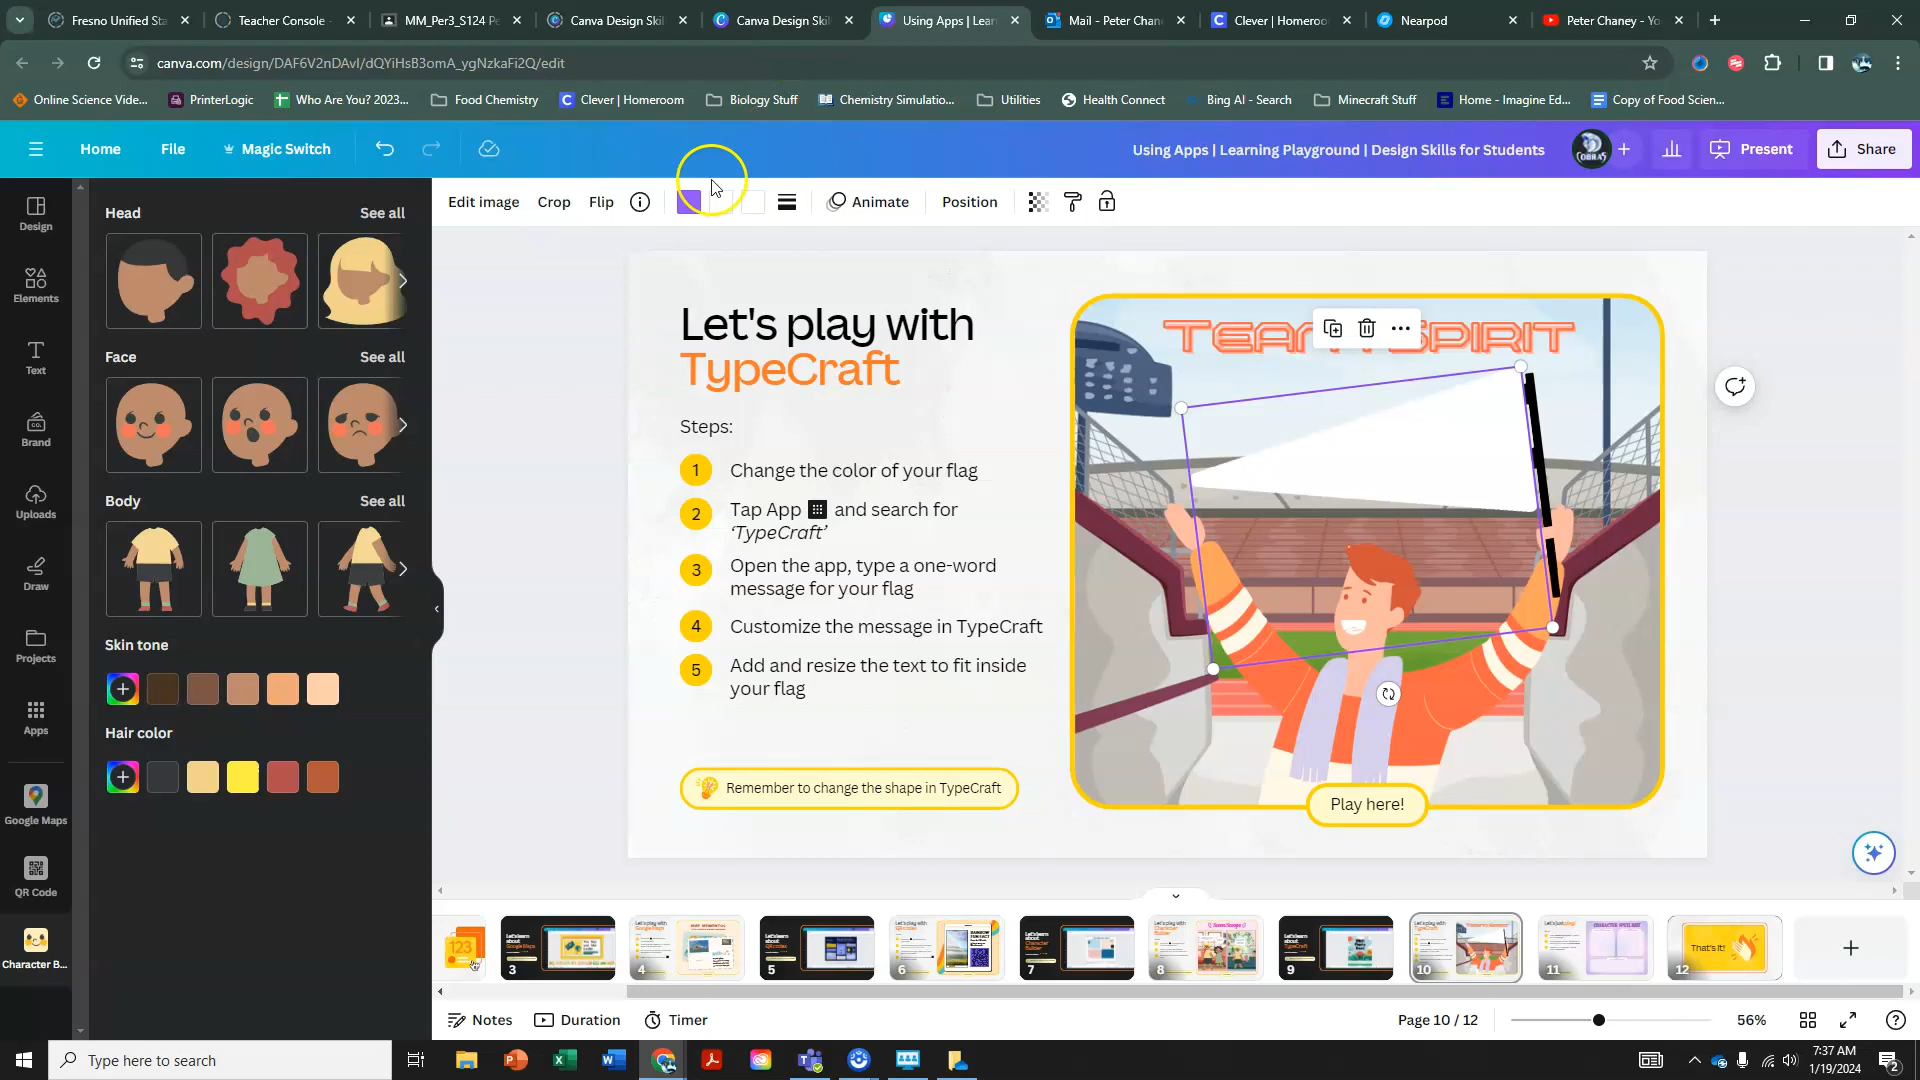 Fresno Unified Sta
Teacher Console -
MM_Per3_S124 Pe
Canva Design Skil
Canva Design Skil
Using Apps | Lear
Mail - Peter Chan
Clever | Homeroo
Nearpod
Peter Chaney - Yo
canva.com/design/DAF6V2nDAvI/dQYiHsB3omA_ygNzkaFi2Q/edit
Online Science Vide...
PrinterLogic
Who Are You? 2023...
Food Chemistry
Clever | Homeroom
Biology Stuff
Chemistry Simulatio...
Utilities
Health Connect
Bing AI - Search
Minecraft Stuff
Home - Imagine Ed...
Copy of Food Scien...
Home
File
Magic Switch
Using Apps | Learning Playground | Design Skills for Students
COBRAS
Present
Share
Edit image
Crop
Flip
Animate
Position
Design
Elements
Text
Brand
Uploads
Draw
Projects
Apps
Google Maps
QR Code
Character B...
Head
See all
Face
See all
Body
See all
Skin tone
Hair color
Let's play with
TypeCraft
Steps:
1 Change the color of your flag
2 Tap App and search for
‘TypeCraft’
3 Open the app, type a one-word
message for your flag
4 Customize the message in TypeCraft
5 Add and resize the text to fit inside
your flag
Remember to change the shape in TypeCraft
TEAM SPIRIT
Play here!
123
3
4
5
6
7
8
9
10
11
That's it!
12
Notes
Duration
Timer
Page 10 / 12
56%
Type here to search
7:37 AM
1/19/2024
2